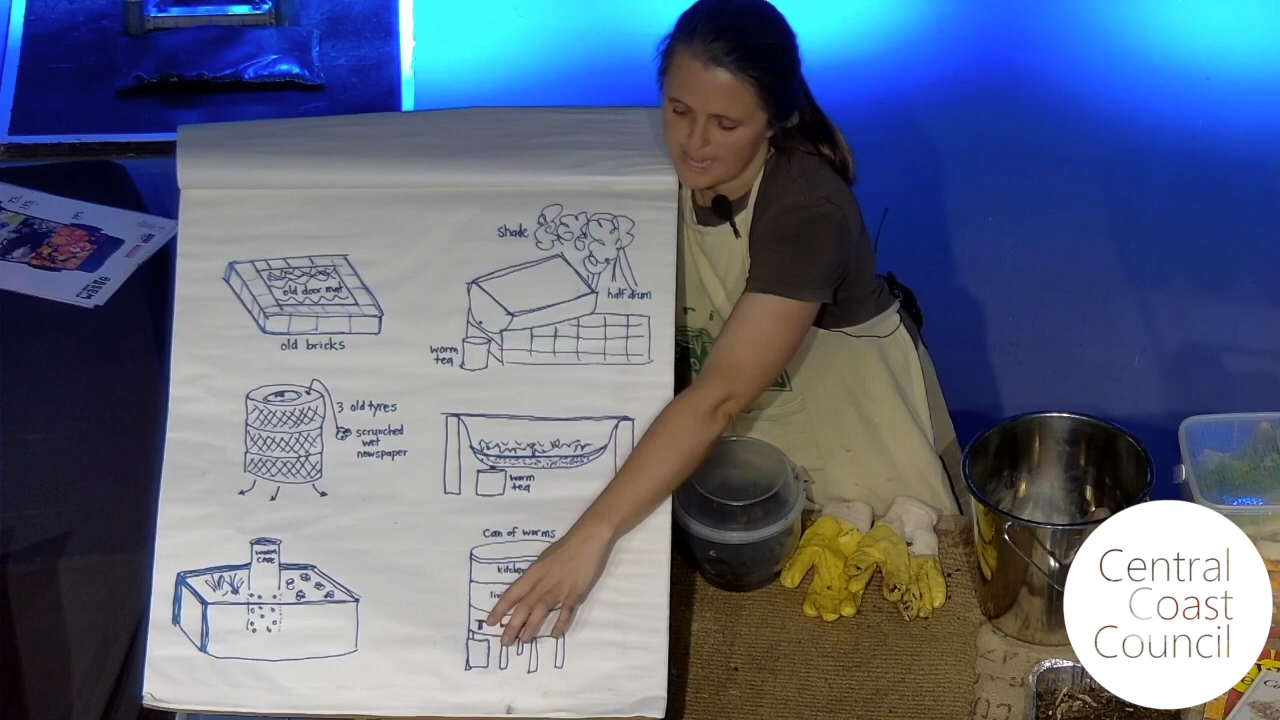 shade
old door mat
half drum
old bricks
worm
tea
3 old tyres
scrunched
wet
newspaper
worm
tea
Can of worms
worm
cafe
Central
Coast
Council